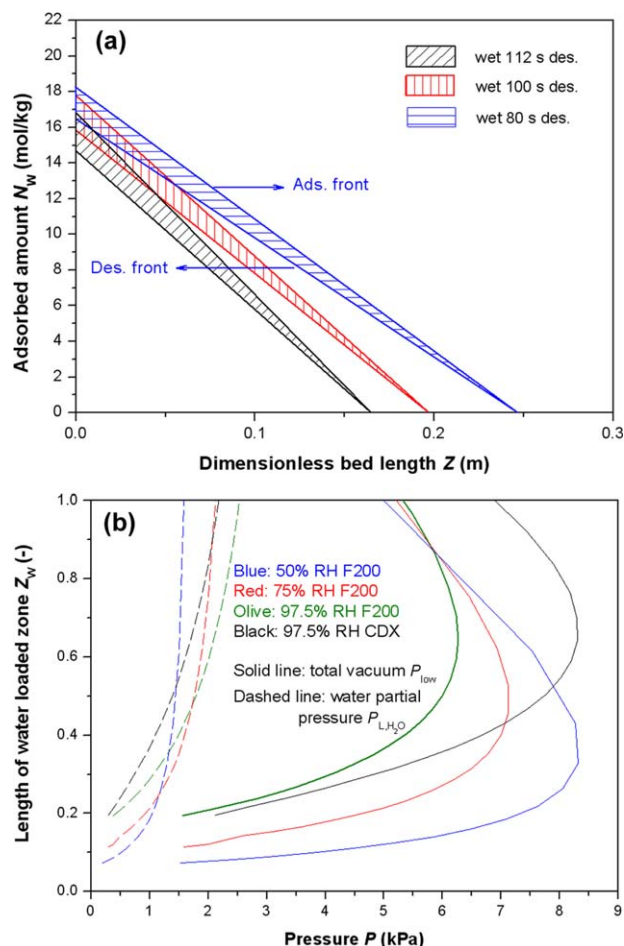 (a)
22
20
18
16
14
12
10
8
6
4
2
0
Adsorbed amount N_w (mol/kg)
wet 112 s des.
wet 100 s des.
wet 80 s des.
Ads. front
Des. front
0.0 0.1 0.2 0.3
Dimensionless bed length Z (m)
(b)
1.0
0.8
0.6
0.4
0.2
0.0
Length of water loaded zone Z_w (-)
Blue: 50% RH F200
Red: 75% RH F200
Olive: 97.5% RH F200
Black: 97.5% RH CDX
Solid line: total vacuum P_low
Dashed line: water partial
pressure P_L,H₂O
0 1 2 3 4 5 6 7 8 9
Pressure P (kPa)